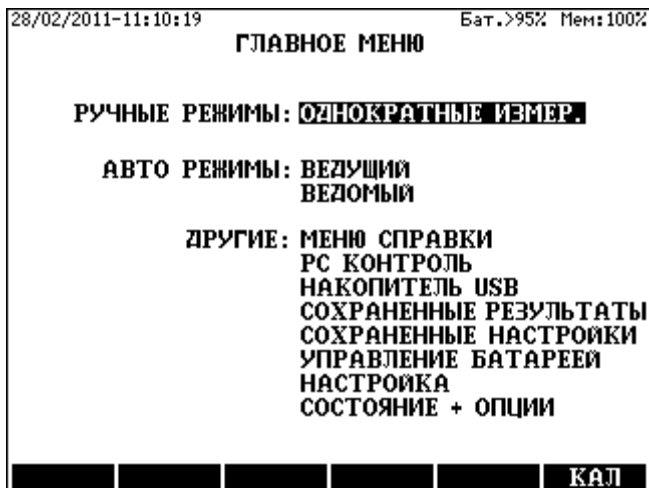 28/02/2011-11:10:19 Бат.>95% Мем:100%
ГЛАВНОЕ МЕНЮ
РУЧНЫЕ РЕЖИМЫ: ОДНОКРАТНЫЕ ИЗМЕР.
АВТО РЕЖИМЫ: ВЕДУЩИЙ
ВЕДОМЫЙ
ДРУГИЕ: МЕНЮ СПРАВКИ
РС КОНТРОЛЬ
НАКОПИТЕЛЬ USB
СОХРАНЕННЫЕ РЕЗУЛЬТАТЫ
СОХРАНЕННЫЕ НАСТРОЙКИ
УПРАВЛЕНИЕ БАТАРЕЕЙ
НАСТРОЙКА
СОСТОЯНИЕ + ОПЦИИ
КАЛ